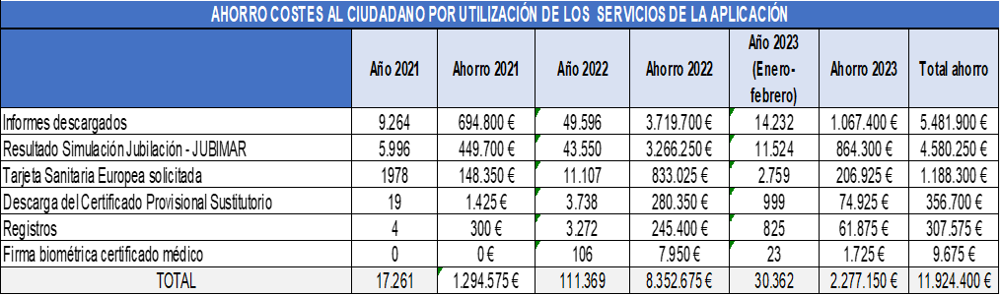 AHORRO COSTES AL CIUDADANO POR UTILIZACIÓN DE LOS SERVICIOS DE LA APLICACIÓN
Año 2021 Ahorro 2021 Año 2022 Ahorro 2022 Año 2023 (Enero-febrero) Ahorro 2023 Total ahorro
Informes descargados 9.264 694.800 € 49.596 3.719.700 € 14.232 1.067.400 € 5.481.900 €
Resultado Simulación Jubilación - JUBIMAR 5.996 449.700 € 43.550 3.266.250 € 11.524 864.300 € 4.580.250 €
Tarjeta Sanitaria Europea solicitada 1978 148.350 € 11.107 833.025 € 2.759 206.925 € 1.188.300 €
Descarga del Certificado Provisional Sustitutorio 19 1.425 € 3.738 280.350 € 999 74.925 € 356.700 €
Registros 4 300 € 3.272 245.400 € 825 61.875 € 307.575 €
Firma biométrica certificado médico 0 0 € 106 7.950 € 23 1.725 € 9.675 €
TOTAL 17.261 1.294.575 € 111.369 8.352.675 € 30.362 2.277.150 € 11.924.400 €